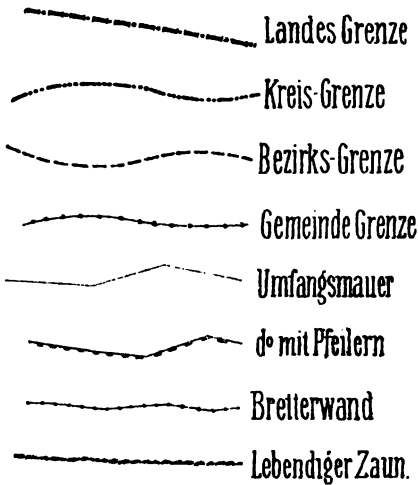 Landes Grenze
Kreis-Grenze
Bezirks-Grenze
Gemeinde Grenze
Umfangsmauer
do mit Pfeilern
Bretterwand
Lebendiger Zaun.